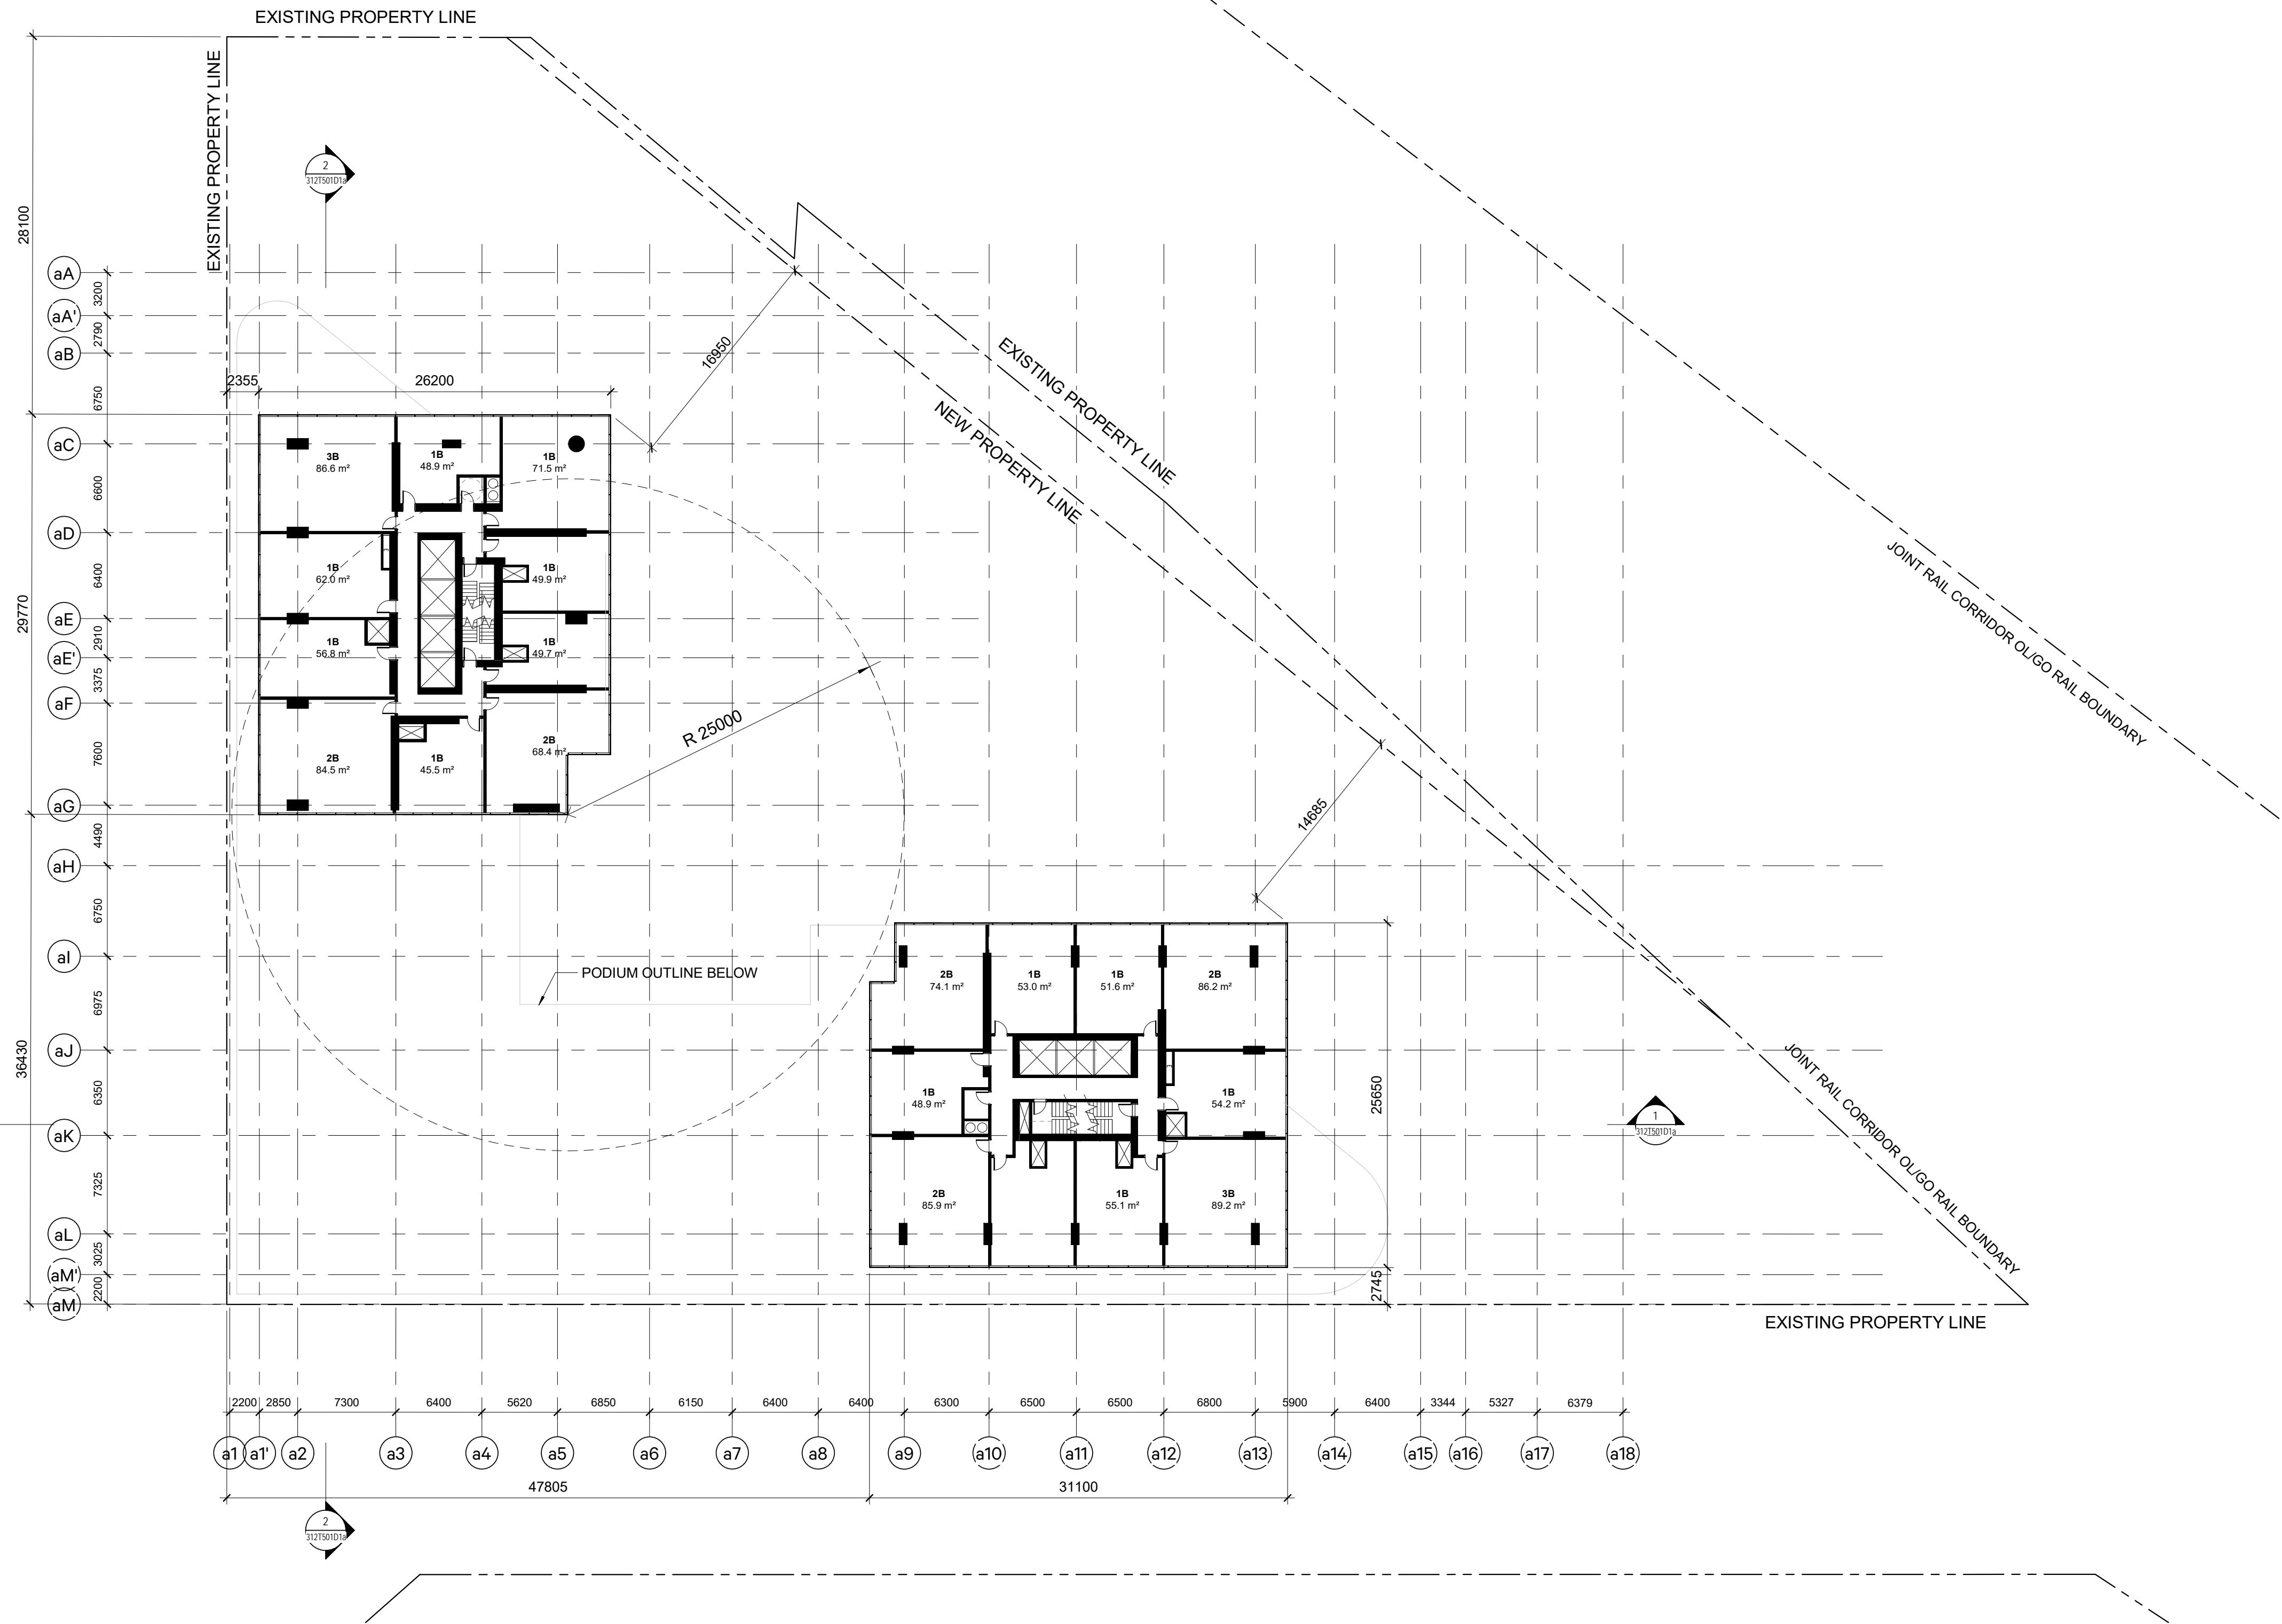 EXISTING PROPERTY LINE
EXISTING PROPERTY LINE
2
312T501D1a
28100
29770
36430
aA
aA'
aB
aC
aD
aE
aE'
aF
aG
aH
aI
aJ
aK
aL
aM'
aM
3200
2790
6750
6600
6400
2910
3375
7600
4490
6750
6975
6350
7325
3025
2200
2355
26200
16950
EXISTING PROPERTY LINE
NEW PROPERTY LINE
JOINT RAIL CORRIDOR OL/GO RAIL BOUNDARY
3B
86.6 m²
1B
48.9 m²
1B
71.5 m²
1B
62.0 m²
1B
49.9 m²
1B
56.8 m²
1B
49.7 m²
2B
84.5 m²
1B
45.5 m²
2B
68.4 m²
R 25000
14685
PODIUM OUTLINE BELOW
2B
74.1 m²
1B
53.0 m²
1B
51.6 m²
2B
86.2 m²
1B
48.9 m²
1B
54.2 m²
2B
85.9 m²
1B
55.1 m²
3B
89.2 m²
25650
2745
1
312T501D1a
JOINT RAIL CORRIDOR OL/GO RAIL BOUNDARY
EXISTING PROPERTY LINE
2200
2850
7300
6400
5620
6850
6150
6400
6400
6300
6500
6500
6800
5900
6400
3344
5327
6379
a1
a1'
a2
a3
a4
a5
a6
a7
a8
a9
a10
a11
a12
a13
a14
a15
a16
a17
a18
47805
31100
2
312T501D1a